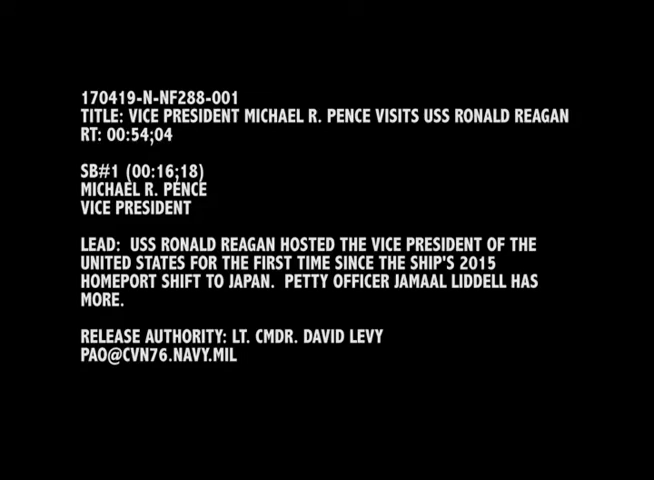 170419-N-NF288-001
TITLE: VICE PRESIDENT MICHAEL R. PENCE VISITS USS RONALD REAGAN
RT: 00:54;04
SB#1 (00:16;18)
MICHAEL R. PENCE
VICE PRESIDENT
LEAD:  USS RONALD REAGAN HOSTED THE VICE PRESIDENT OF THE
UNITED STATES FOR THE FIRST TIME SINCE THE SHIP'S 2015
HOMEPORT SHIFT TO JAPAN.  PETTY OFFICER JAMAAL LIDDELL HAS
MORE.
RELEASE AUTHORITY: LT. CMDR. DAVID LEVY
PAO@CVN76.NAVY.MIL